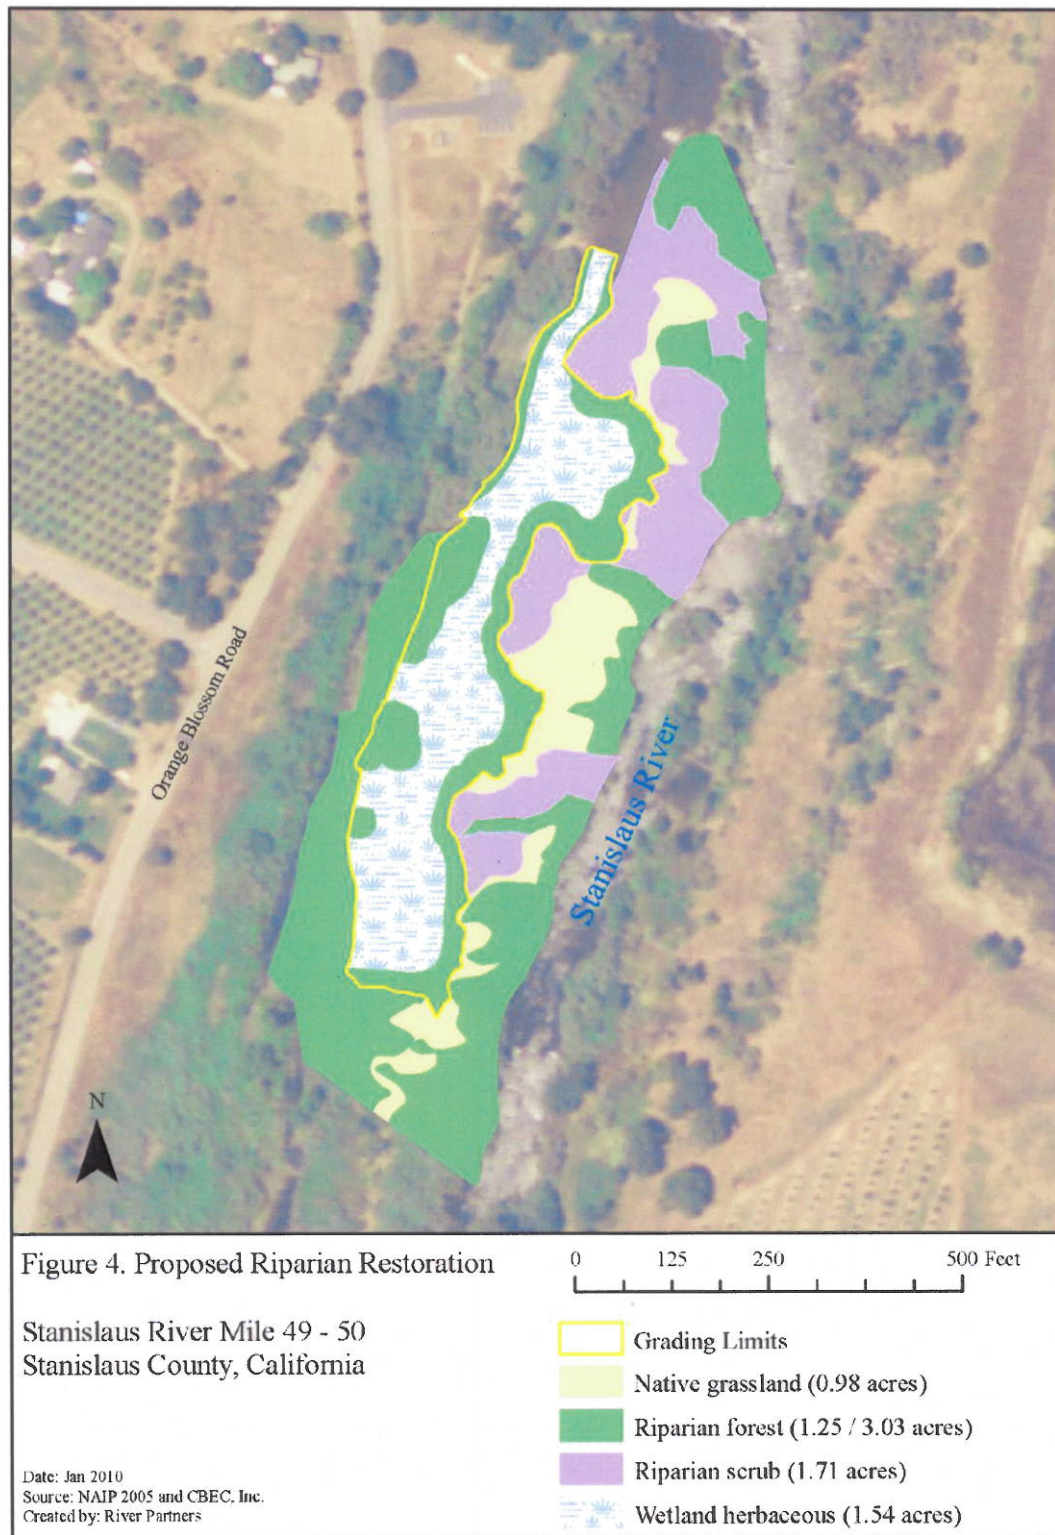 Orange Blossom Road
Stanislaus River
N
Figure 4. Proposed Riparian Restoration
Stanislaus River Mile 49 - 50
Stanislaus County, California
Date: Jan 2010
Source: NAIP 2005 and CBEC, Inc.
Created by: River Partners
0 125 250 500 Feet
Grading Limits
Native grassland (0.98 acres)
Riparian forest (1.25 / 3.03 acres)
Riparian scrub (1.71 acres)
Wetland herbaceous (1.54 acres)